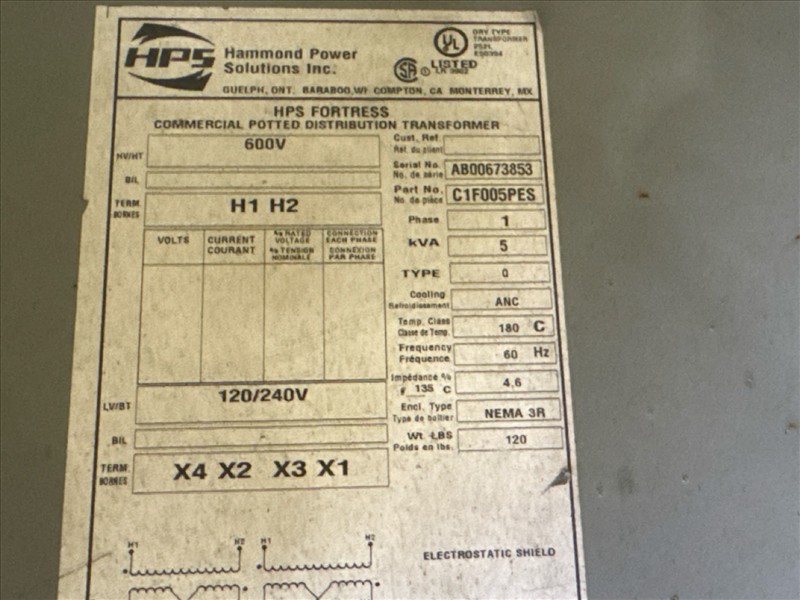 HPS Hammond Power
Solutions Inc.
UL
DRY TYPE
TRANSFORMER
LISTED
GUELPH, ONT. BARABOO, WI COMPTON, CA MONTERREY, MX
HPS FORTRESS
COMMERCIAL POTTED DISTRIBUTION TRANSFORMER
HV/HT 600V
BIL
TERM. BORNES H1 H2
VOLTS
CURRENT
COURANT
% RATED
VOLTAGE
% TENSION
NOMINALE
CONNECTION
EACH PHASE
CONNEXION
PAR PHASE
LV/BT 120/240V
BIL
TERM. BORNES X4 X2 X3 X1
Cust. Ref.
Ref. du client
Serial No.
No. de série AB00673853
Part No.
No. de pièce C1F005PES
Phase 1
kVA 5
TYPE 0
Cooling
Refroidissement ANC
Temp. Class
Classe de Temp. 180 C
Frequency
Fréquence 60 Hz
Impédance %
135 C 4.6
Encl. Type
Type de boîtier NEMA 3R
Wt. LBS
Poids en lbs. 120
H1 H2 H1 H2
ELECTROSTATIC SHIELD